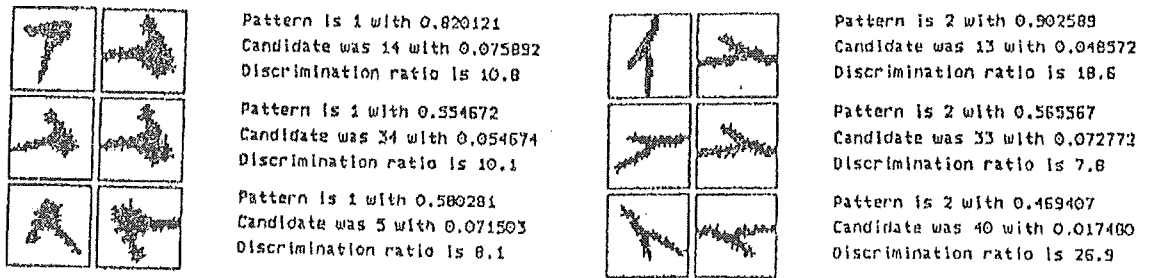 Pattern is 1 with 0.820121
Candidate was 14 with 0.075892
Discrimination ratio is 10.8
Pattern is 1 with 0.554672
Candidate was 34 with 0.054674
Discrimination ratio is 10.1
Pattern is 1 with 0.580281
Candidate was 5 with 0.071503
Discrimination ratio is 8.1
Pattern is 2 with 0.902589
Candidate was 13 with 0.048572
Discrimination ratio is 18.6
Pattern is 2 with 0.565567
Candidate was 33 with 0.072772
Discrimination ratio is 7.8
Pattern is 2 with 0.469407
Candidate was 40 with 0.017480
Discrimination ratio is 26.9